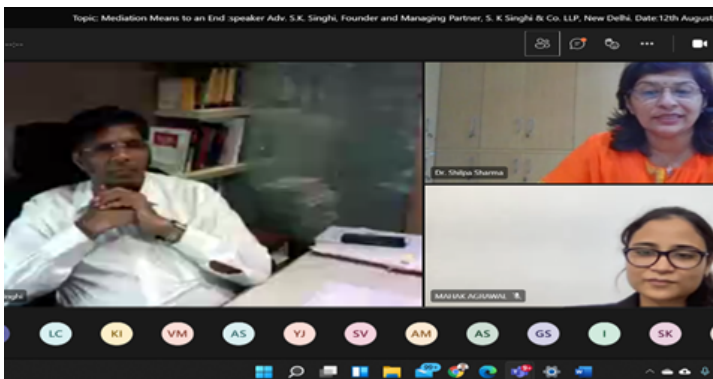 Topic: Mediation Means to an End :speaker Adv. S.K. Singhi, Founder and Managing Partner, S. K Singhi & Co. LLP, New Delhi. Date:12th August
Dr. Shilpa Sharma
MAHAK AGRAWAL
LC KI VM AS YJ SV AM AS GS I SK